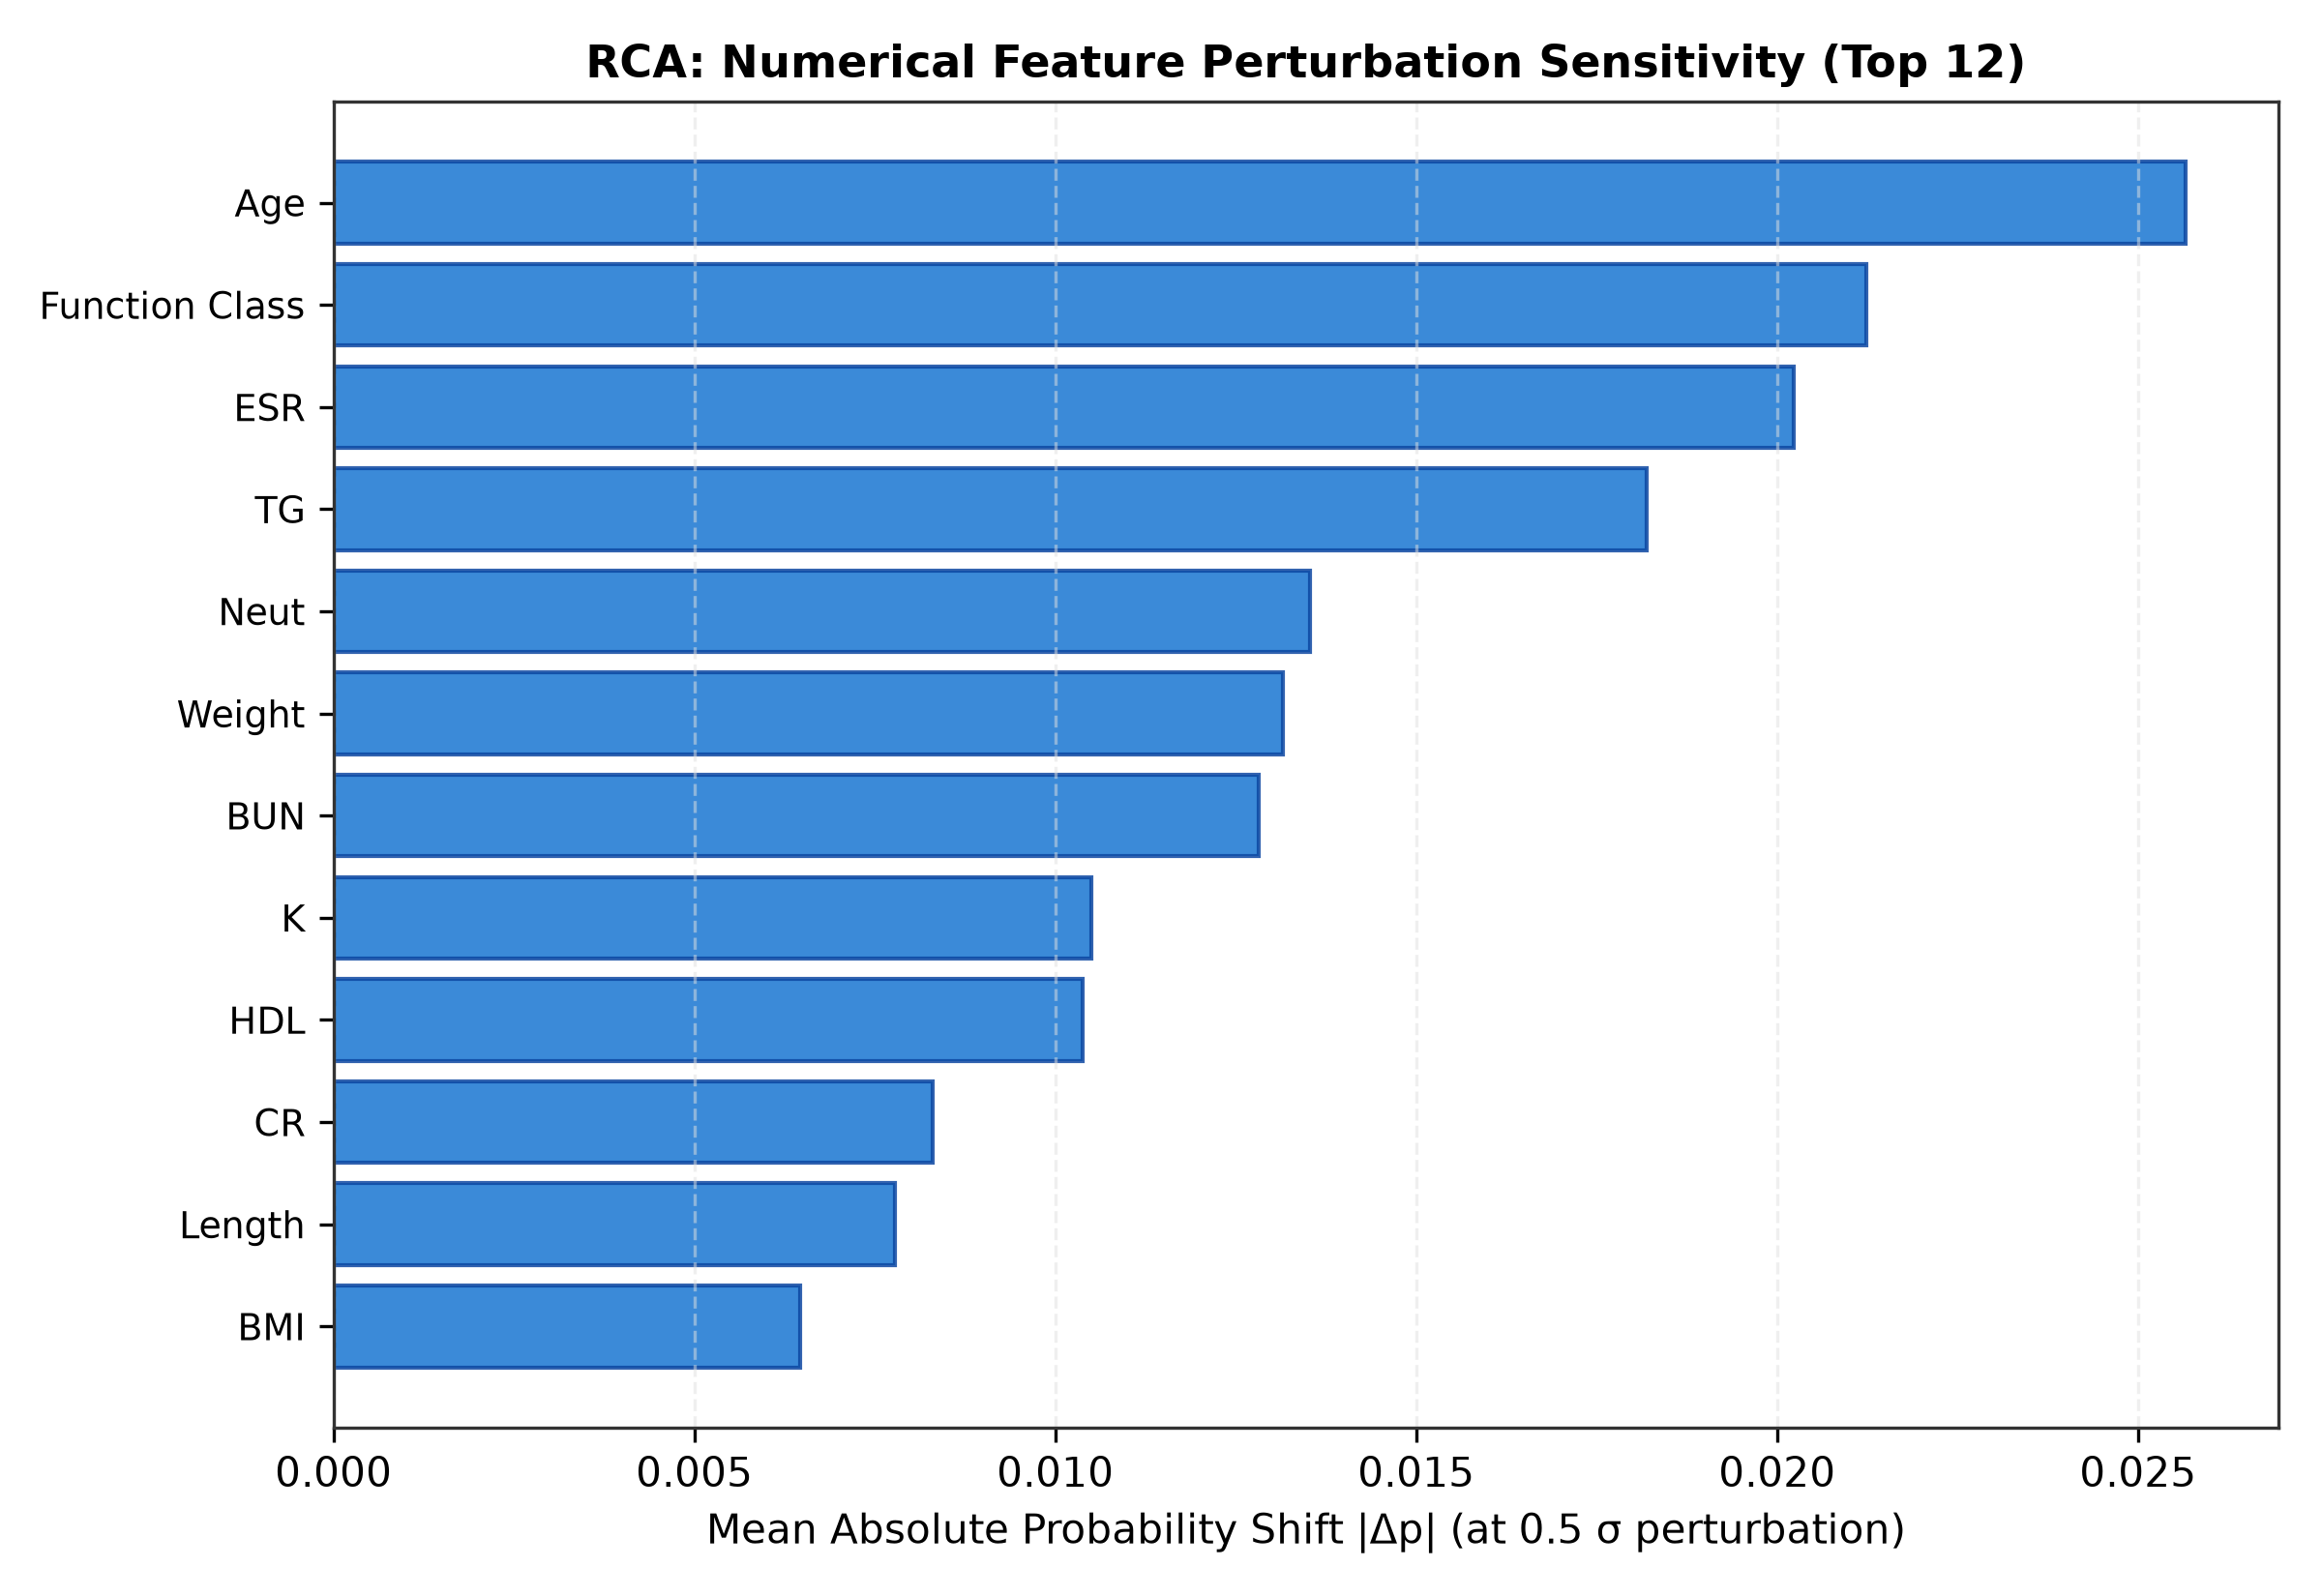 RCA: Numerical Feature Perturbation Sensitivity (Top 12)
Age
Function Class
ESR
TG
Neut
Weight
BUN
K
HDL
CR
Length
BMI
0.000 0.005 0.010 0.015 0.020 0.025
Mean Absolute Probability Shift |Δp| (at 0.5 σ perturbation)